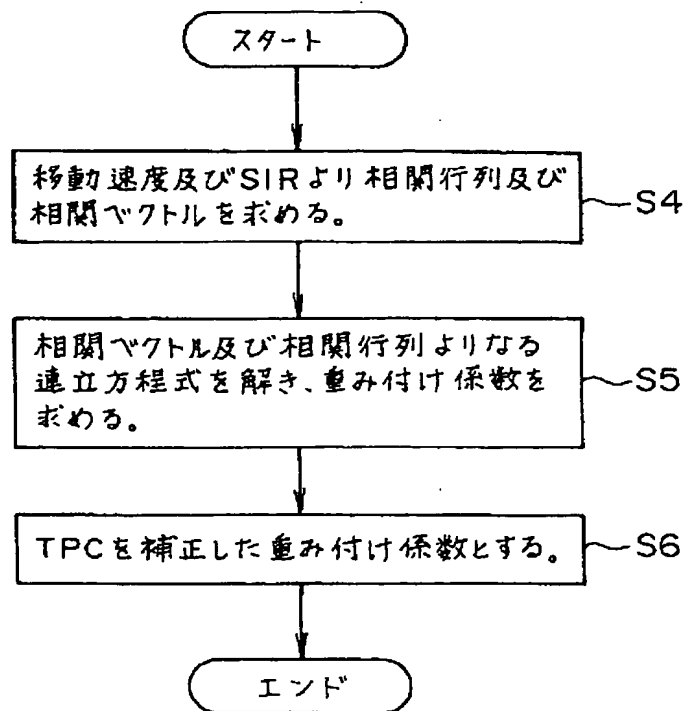 スタート
移動速度及びSIRより相関行列及び
相関ベクトルを求める。
S4
相関ベクトル及び相関行列よりなる
連立方程式を解き、重み付け係数を
求める。
S5
TPCを補正した重み付け係数とする。
S6
エンド